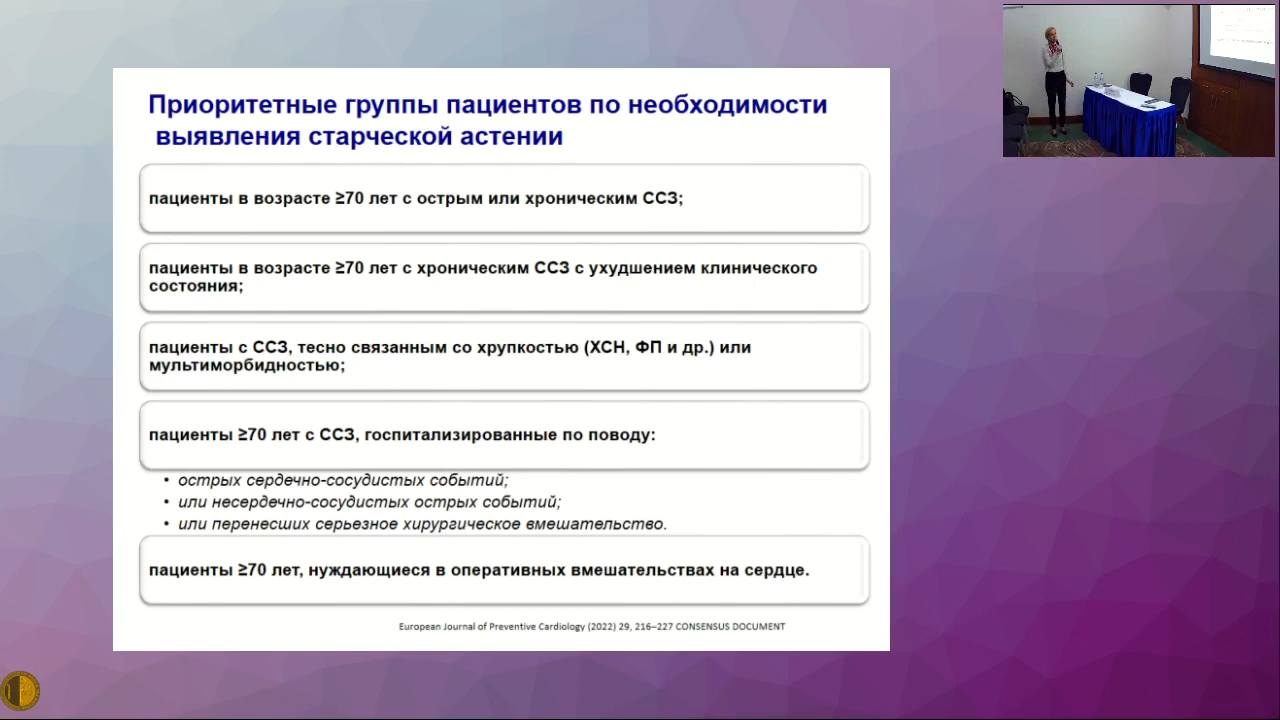 Приоритетные группы пациентов по необходимости
выявления старческой астении
пациенты в возрасте ≥70 лет с острым или хроническим ССЗ;
пациенты в возрасте ≥70 лет с хроническим ССЗ с ухудшением клинического
состояния;
пациенты с ССЗ, тесно связанным со хрупкостью (ХСН, ФП и др.) или
мультиморбидностью;
пациенты ≥70 лет с ССЗ, госпитализированные по поводу:
• острых сердечно-сосудистых событий;
• или несердечно-сосудистых острых событий;
• или перенесших серьезное хирургическое вмешательство.
пациенты ≥70 лет, нуждающиеся в оперативных вмешательствах на сердце.
European Journal of Preventive Cardiology (2022) 29, 216–227 CONSENSUS DOCUMENT